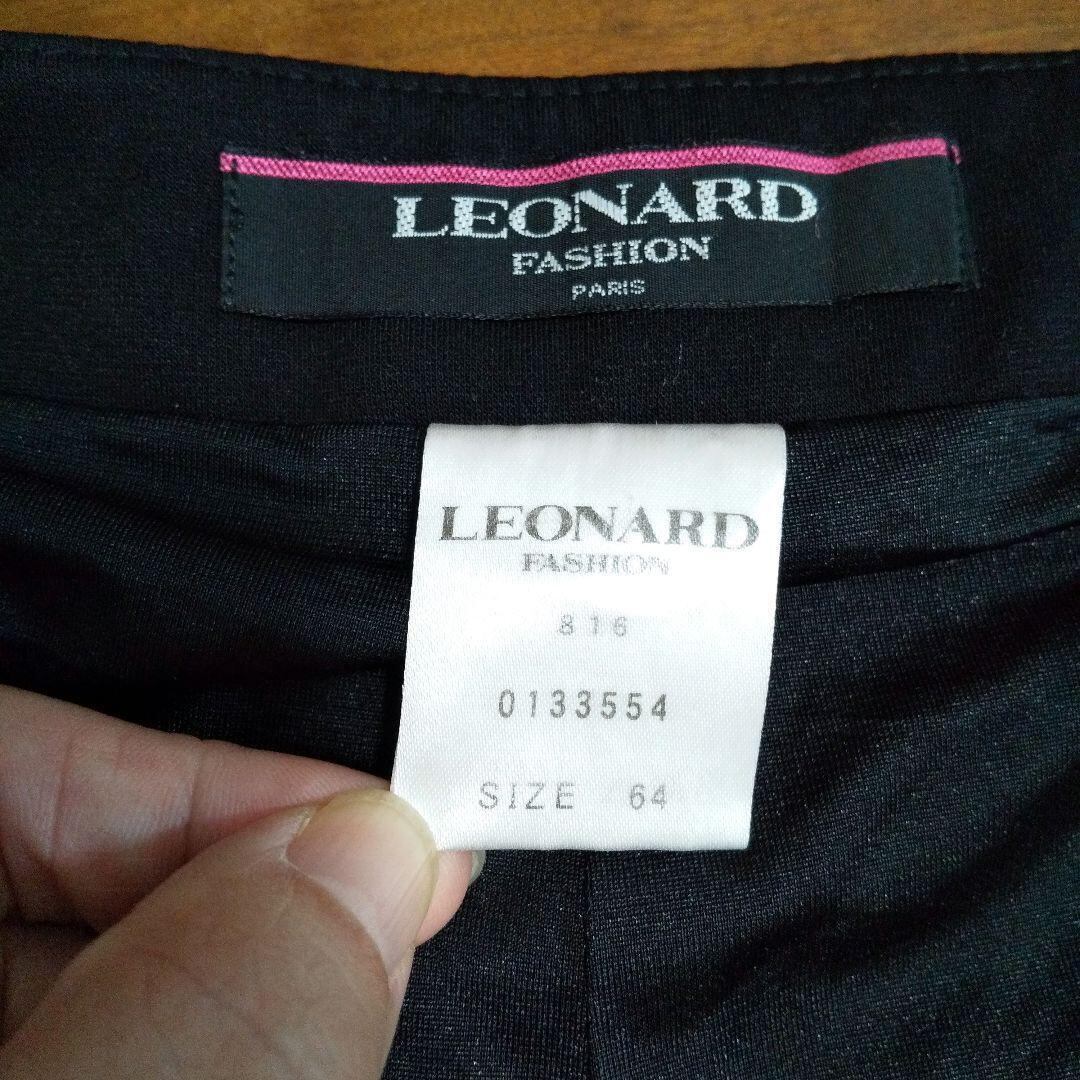 LEONARD
FASHION
PARIS
LEONARD
FASHION
816
0133554
SIZE 64